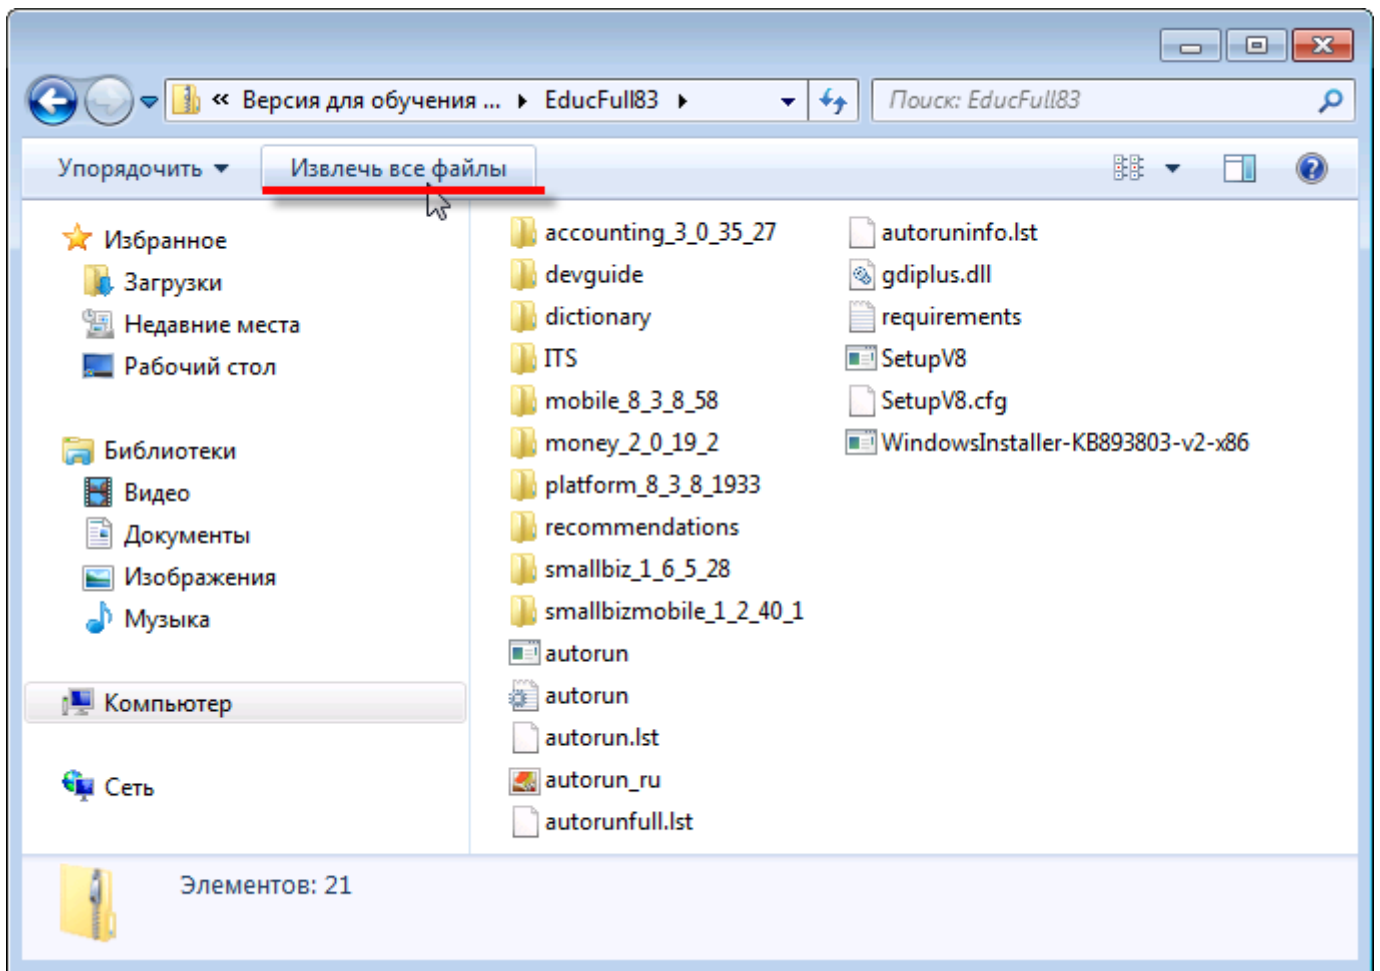 « Версия для обучения ... EducFull83
Поиск: EducFull83
Упорядочить
Извлечь все файлы
Избранное
Загрузки
Недавние места
Рабочий стол
Библиотеки
Видео
Документы
Изображения
Музыка
Компьютер
Сеть
accounting_3_0_35_27
devguide
dictionary
ITS
mobile_8_3_8_58
money_2_0_19_2
platform_8_3_8_1933
recommendations
smallbiz_1_6_5_28
smallbizmobile_1_2_40_1
autorun
autorun
autorun.lst
autorun_ru
autorunfull.lst
autoruninfo.lst
gdiplus.dll
requirements
SetupV8
SetupV8.cfg
WindowsInstaller-KB893803-v2-x86
Элементов: 21